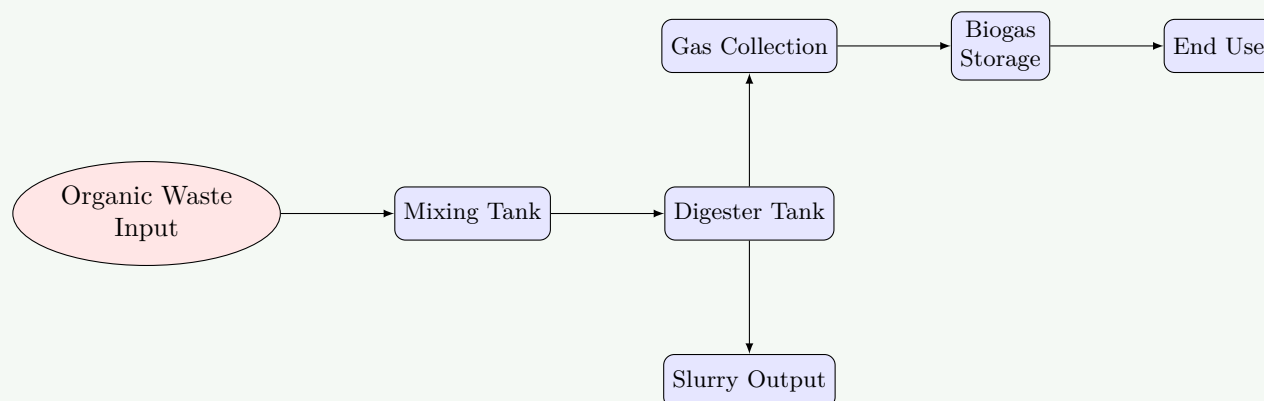 Gas Collection
Biogas
Storage
End Use
Organic Waste
Input
Mixing Tank
Digester Tank
Slurry Output